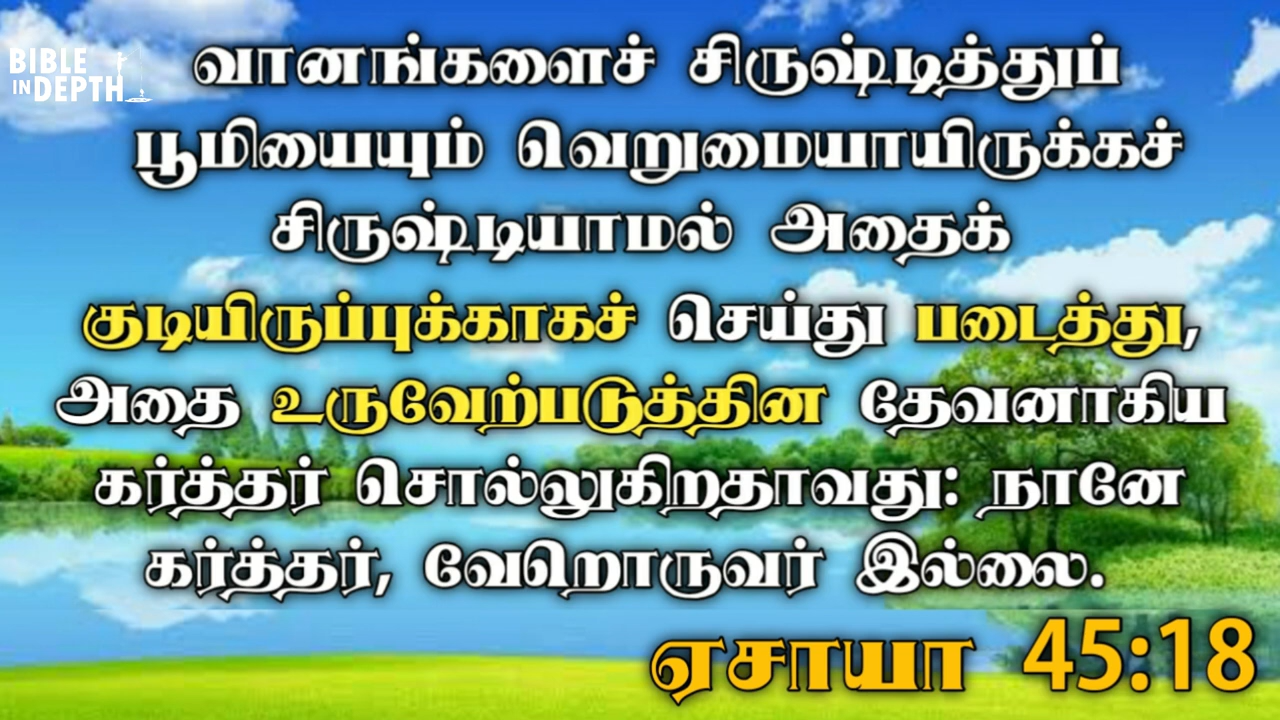 BIBLE
IN DEPTH
வானங்களைச் சிருஷ்டித்துப்
பூமியையும் வெறுமையாயிருக்கச்
சிருஷ்டியாமல் அதைக்
குடியிருப்புக்காகச் செய்து படைத்து,
அதை உருவேற்படுத்தின தேவனாகிய
கர்த்தர் சொல்லுகிறதாவது: நானே
கர்த்தர், வேறொருவர் இல்லை.
ஏசாயா 45:18